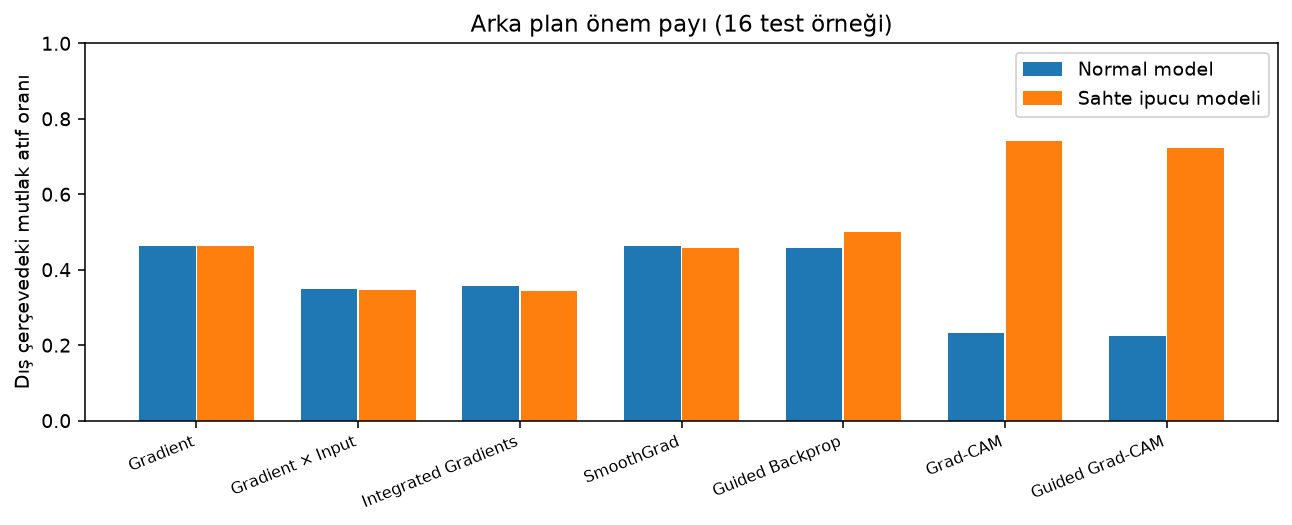 Arka plan önem payı (16 test örneği)
Dış çerçevedeki mutlak atıf oranı
1.0
0.8
0.6
0.4
0.2
0.0
Normal model
Sahte ipucu modeli
Gradient
Gradient × Input
Integrated Gradients
SmoothGrad
Guided Backprop
Grad-CAM
Guided Grad-CAM